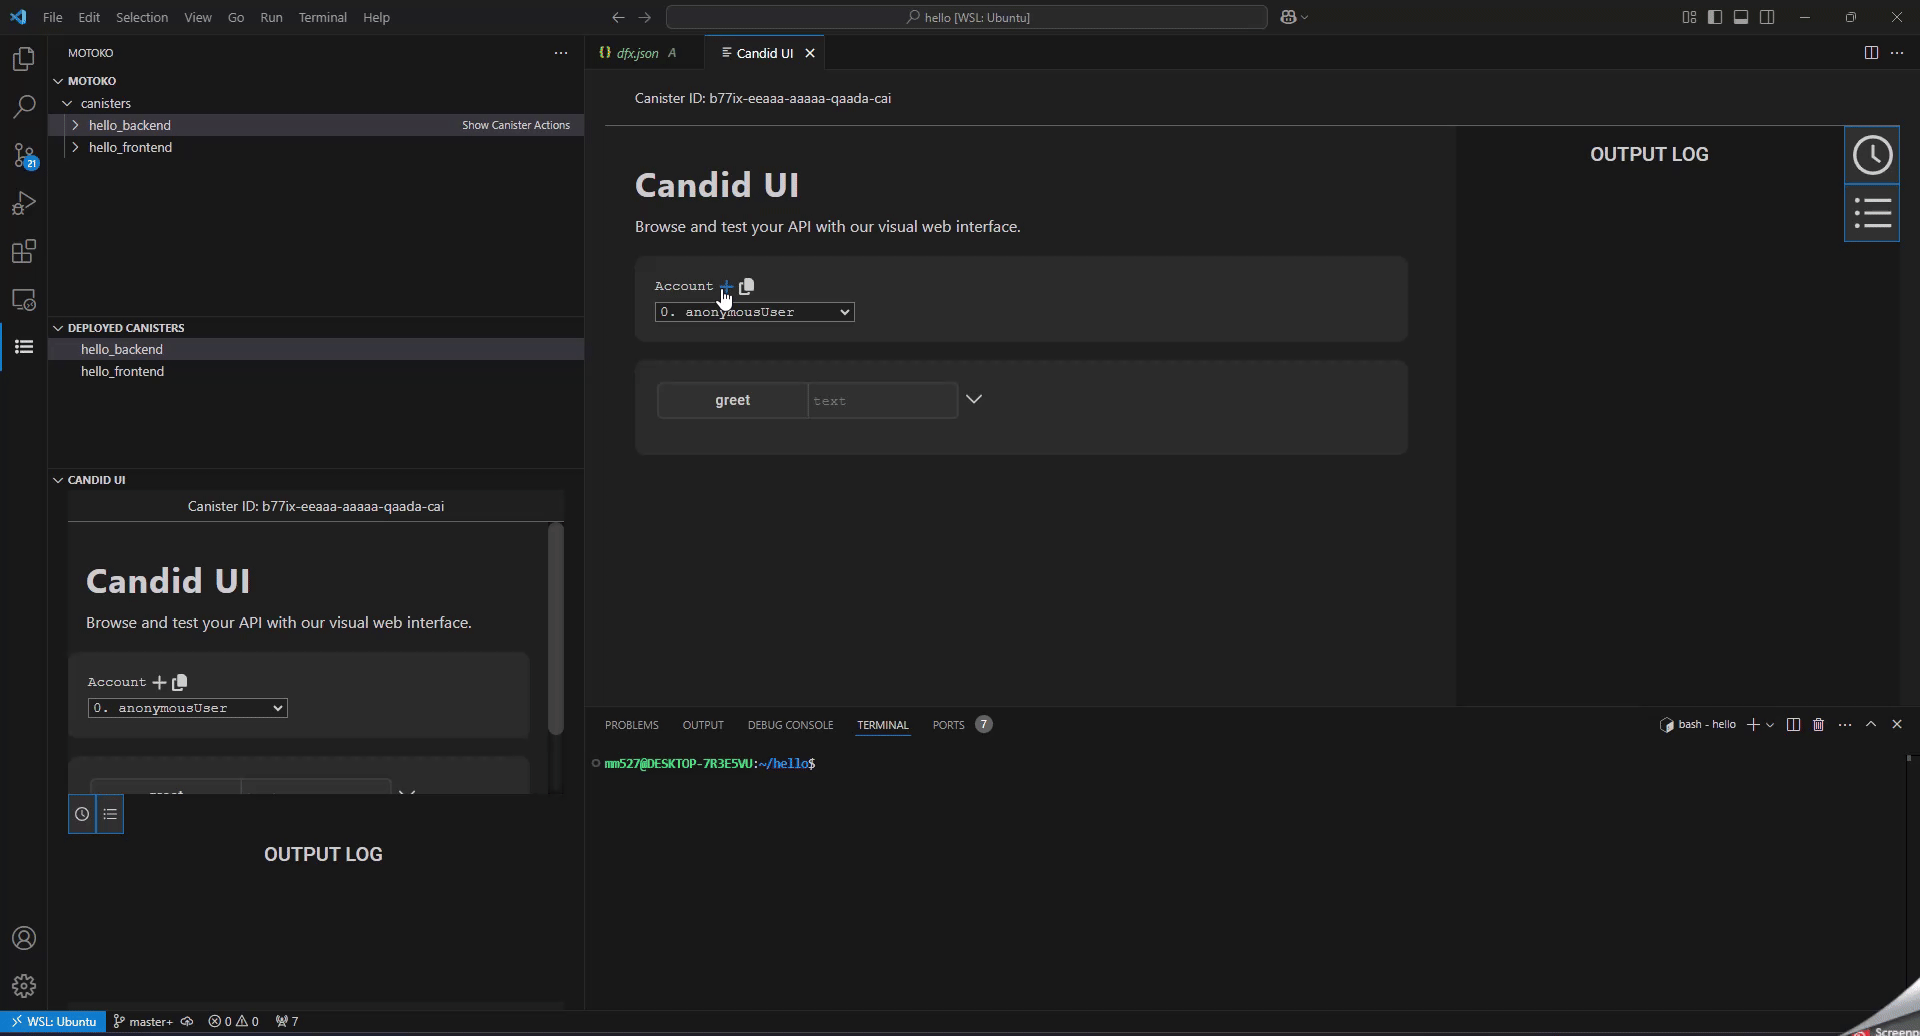 File Edit Selection View Go Run Terminal Help
hello [WSL: Ubuntu]
MOTOKO
MOTOKO
canisters
hello_backend Show Canister Actions
hello_frontend
21
DEPLOYED CANISTERS
hello_backend
hello_frontend
CANDID UI
Canister ID: b77ix-eeaaa-aaaaa-qaada-cai
Candid UI
Browse and test your API with our visual web interface.
Account
0. anonymousUser
greet
OUTPUT LOG
dfx.json A
Candid UI
Canister ID: b77ix-eeaaa-aaaaa-qaada-cai
Candid UI
Browse and test your API with our visual web interface.
Account
0. anonymousUser
greet text
OUTPUT LOG
PROBLEMS OUTPUT DEBUG CONSOLE TERMINAL PORTS 7
bash - hello
mm527@DESKTOP-7R3E5VU:~/hello$
WSL: Ubuntu master+ 0 0 7